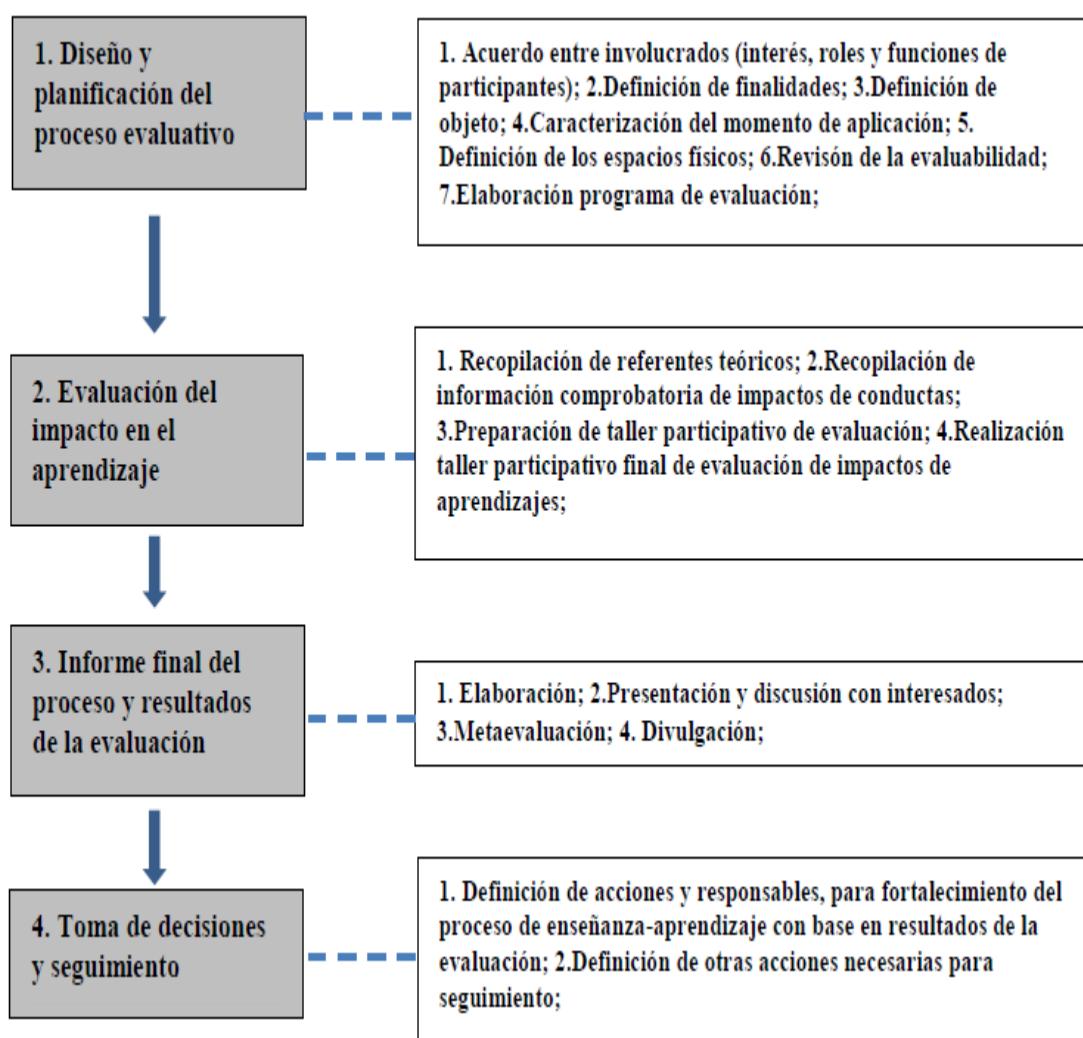 1. Diseño y
planificación del
proceso evaluativo
1. Acuerdo entre involucrados (interés, roles y funciones de
participantes); 2.Definición de finalidades; 3.Definición de
objeto; 4.Caracterización del momento de aplicación; 5.
Definición de los espacios físicos; 6.Revisón de la evaluabilidad;
7.Elaboración programa de evaluación;
2. Evaluación del
impacto en el
aprendizaje
1. Recopilación de referentes teóricos; 2.Recopilación de
información comprobatoria de impactos de conductas;
3.Preparación de taller participativo de evaluación; 4.Realización
taller participativo final de evaluación de impactos de
aprendizajes;
3. Informe final del
proceso y resultados
de la evaluación
1. Elaboración; 2.Presentación y discusión con interesados;
3.Metaevaluación; 4. Divulgación;
4. Toma de decisiones
y seguimiento
1. Definición de acciones y responsables, para fortalecimiento del
proceso de enseñanza-aprendizaje con base en resultados de la
evaluación; 2.Definición de otras acciones necesarias para
seguimiento;